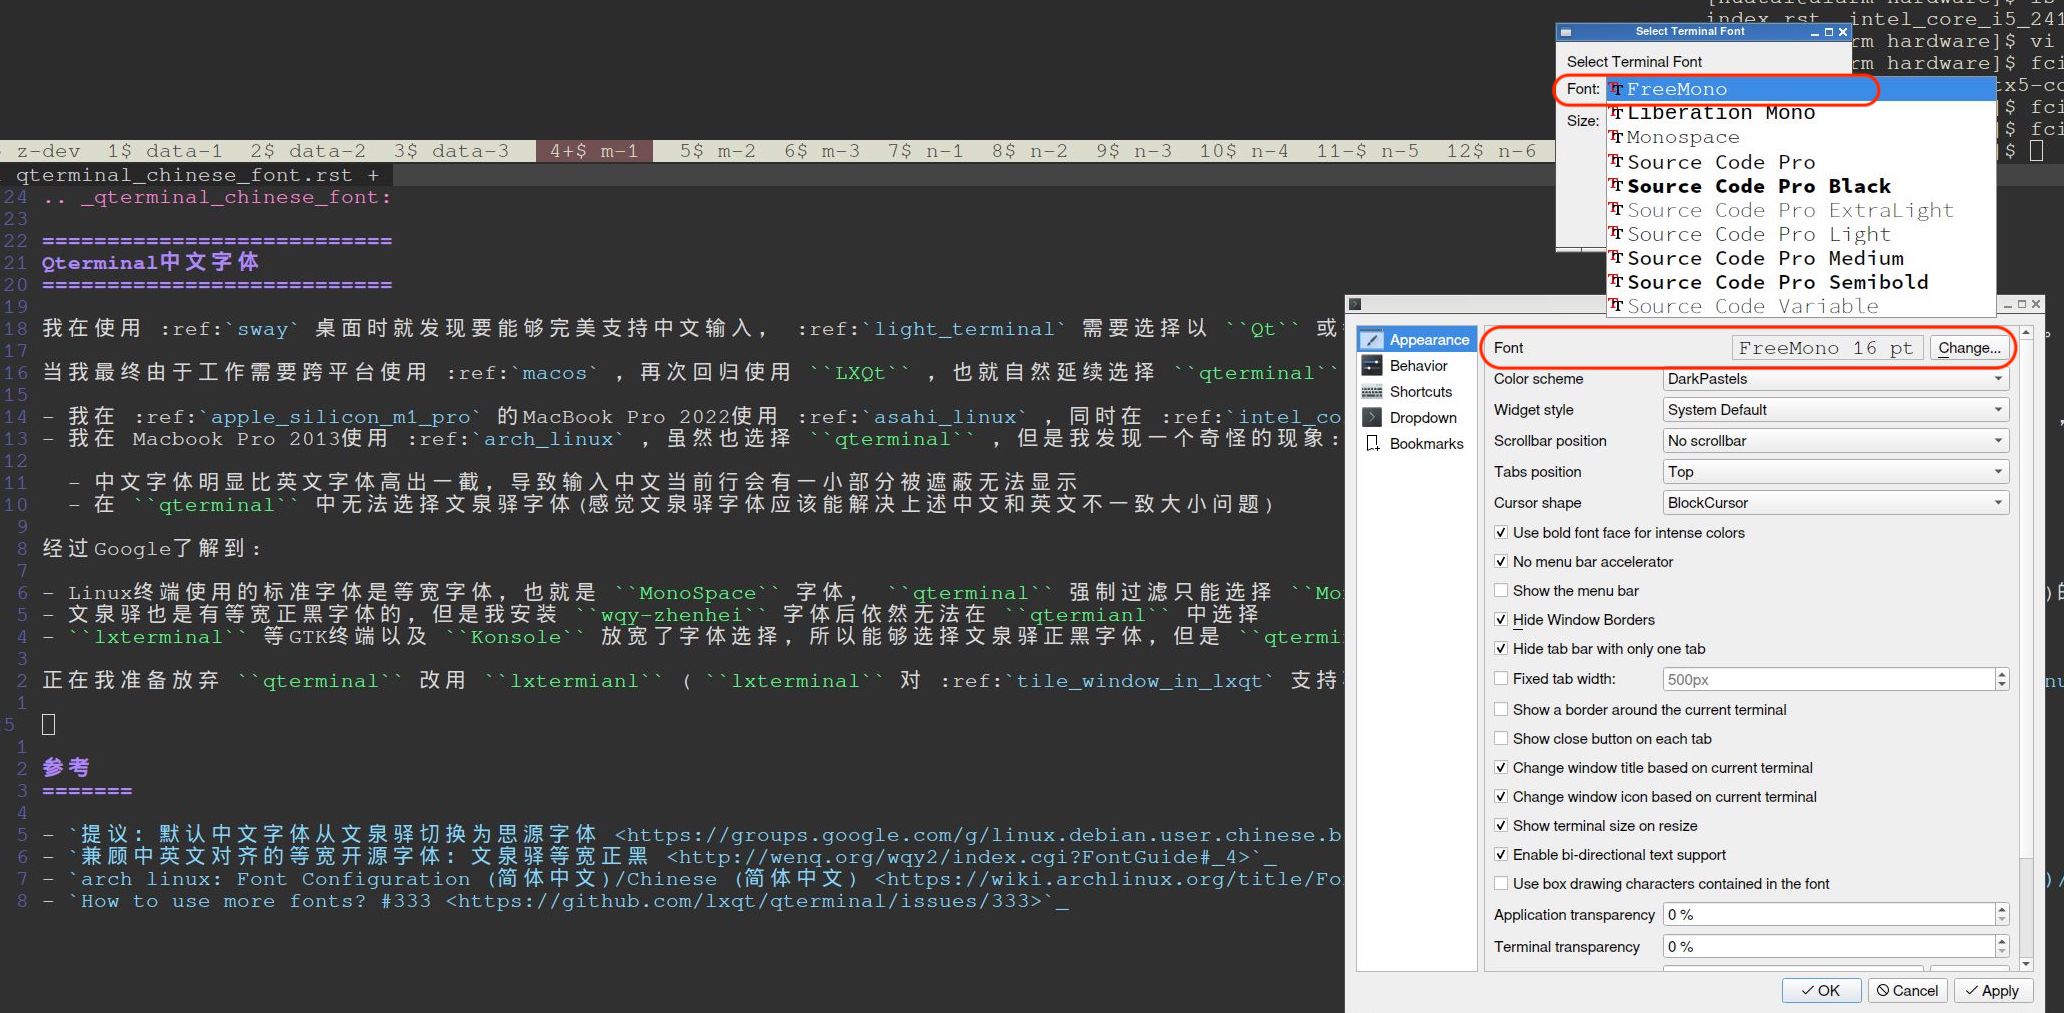 index.rst  intel_core_i5_241
rm hardware]$ vi
rm hardware]$ fci
tx5-co
]$ fci
]$ fci
]$
Select Terminal Font
Select Terminal Font
Font:
FreeMono
Liberation Mono
Size:
Monospace
Source Code Pro
Source Code Pro Black
Source Code Pro ExtraLight
Source Code Pro Light
Source Code Pro Medium
Source Code Pro Semibold
Source Code Variable
z-dev  1$ data-1  2$ data-2  3$ data-3   4+$ m-1   5$ m-2  6$ m-3  7$ n-1  8$ n-2  9$ n-3  10$ n-4  11-$ n-5  12$ n-6
qterminal_chinese_font.rst +
24 .. _qterminal_chinese_font:
23
22 ===========================
21 Qterminal中文字体
20 ===========================
19
18 我在使用 :ref:`sway` 桌面时就发现要能够完美支持中文输入， :ref:`light_terminal` 需要选择以 ``Qt`` 或
17
16 当我最终由于工作需要跨平台使用 :ref:`macos` ，再次回归使用 ``LXQt`` ，也就自然延续选择 ``qterminal``
15
14 - 我在 :ref:`apple_silicon_m1_pro` 的MacBook Pro 2022使用 :ref:`asahi_linux` ，同时在 :ref:`intel_co
13 - 我在 Macbook Pro 2013使用 :ref:`arch_linux` ，虽然也选择 ``qterminal`` ，但是我发现一个奇怪的现象:
12
11   - 中文字体明显比英文字体高出一截，导致输入中文当前行会有一小部分被遮蔽无法显示
10   - 在 ``qterminal`` 中无法选择文泉驿字体(感觉文泉驿字体应该能解决上述中文和英文不一致大小问题)
9
8 经过Google了解到:
7
6 - Linux终端使用的标准字体是等宽字体，也就是 ``MonoSpace`` 字体， ``qterminal`` 强制过滤只能选择 ``Mo
5 - 文泉驿也是有等宽正黑字体的，但是我安装 ``wqy-zhenhei`` 字体后依然无法在 ``qtermianl`` 中选择
4 - ``lxterminal`` 等GTK终端以及 ``Konsole`` 放宽了字体选择，所以能够选择文泉驿正黑字体，但是 ``qtermi
3
2 正在我准备放弃 ``qterminal`` 改用 ``lxtermianl`` ( ``lxterminal`` 对 :ref:`tile_window_in_lxqt` 支持
1
5
1
2 参考
3 =======
4
5 - `提议: 默认中文字体从文泉驿切换为思源字体 <https://groups.google.com/g/linux.debian.user.chinese.b
6 - `兼顾中英文对齐的等宽开源字体: 文泉驿等宽正黑 <http://wenq.org/wqy2/index.cgi?FontGuide#_4>`_
7 - `arch linux: Font Configuration (简体中文)/Chinese (简体中文) <https://wiki.archlinux.org/title/Fo
8 - `How to use more fonts? #333 <https://github.com/lxqt/qterminal/issues/333>`_
Appearance
Behavior
Shortcuts
Dropdown
Bookmarks
Font FreeMono 16 pt Change...
Color scheme DarkPastels
Widget style System Default
Scrollbar position No scrollbar
Tabs position Top
Cursor shape BlockCursor
Use bold font face for intense colors
No menu bar accelerator
Show the menu bar
Hide Window Borders
Hide tab bar with only one tab
Fixed tab width: 500px
Show a border around the current terminal
Show close button on each tab
Change window title based on current terminal
Change window icon based on current terminal
Show terminal size on resize
Enable bi-directional text support
Use box drawing characters contained in the font
Application transparency 0 %
Terminal transparency 0 %
OK Cancel Apply